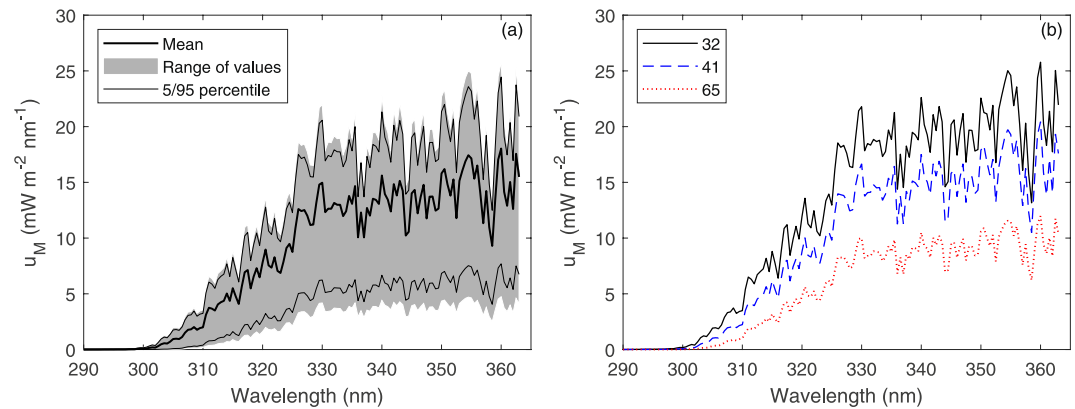 (a)
Mean
Range of values
5/95 percentile
30
25
20
15
10
5
0
u_M (mW m⁻² nm⁻¹)
290 300 310 320 330 340 350 360
Wavelength (nm)
(b)
32
41
65
30
25
20
15
10
5
0
u_M (mW m⁻² nm⁻¹)
290 300 310 320 330 340 350 360
Wavelength (nm)